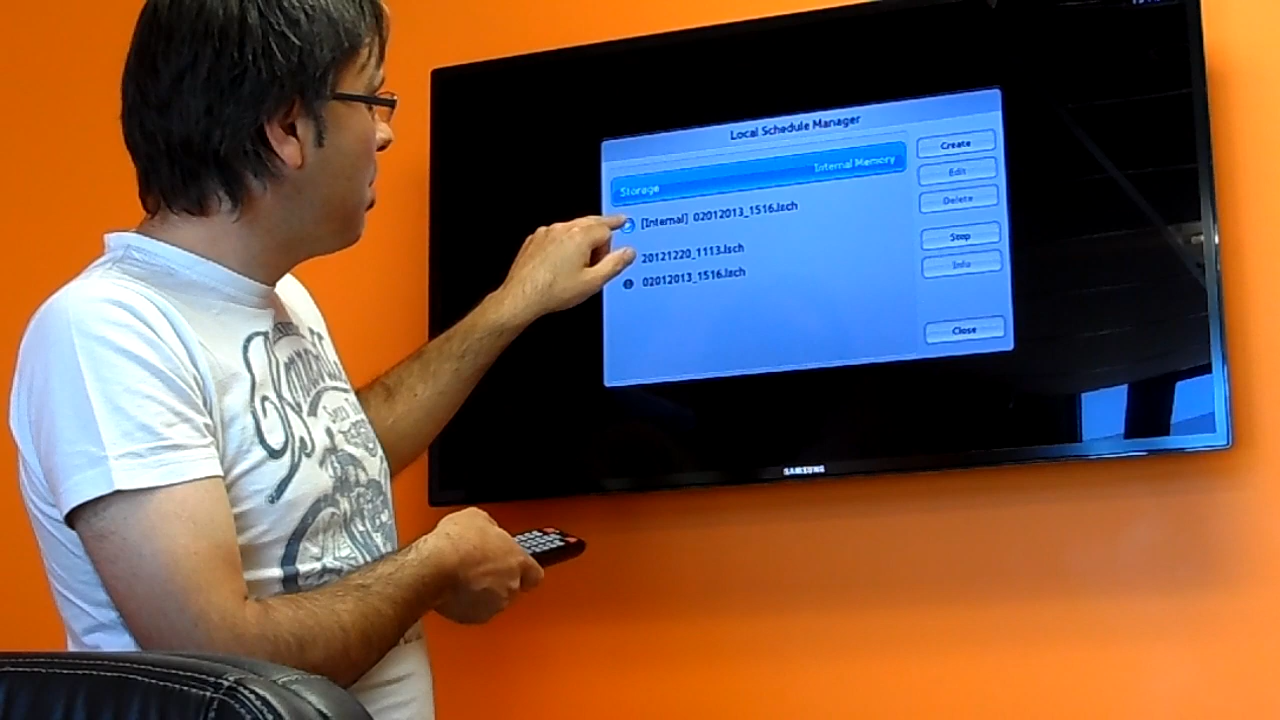 Local Schedule Manager
Storage Internal Memory
[Internal] 02012013_1516.lsch
20121220_1113.lsch
02012013_1516.lsch
Create
Edit
Delete
Stop
Info
Close
SAMSUNG